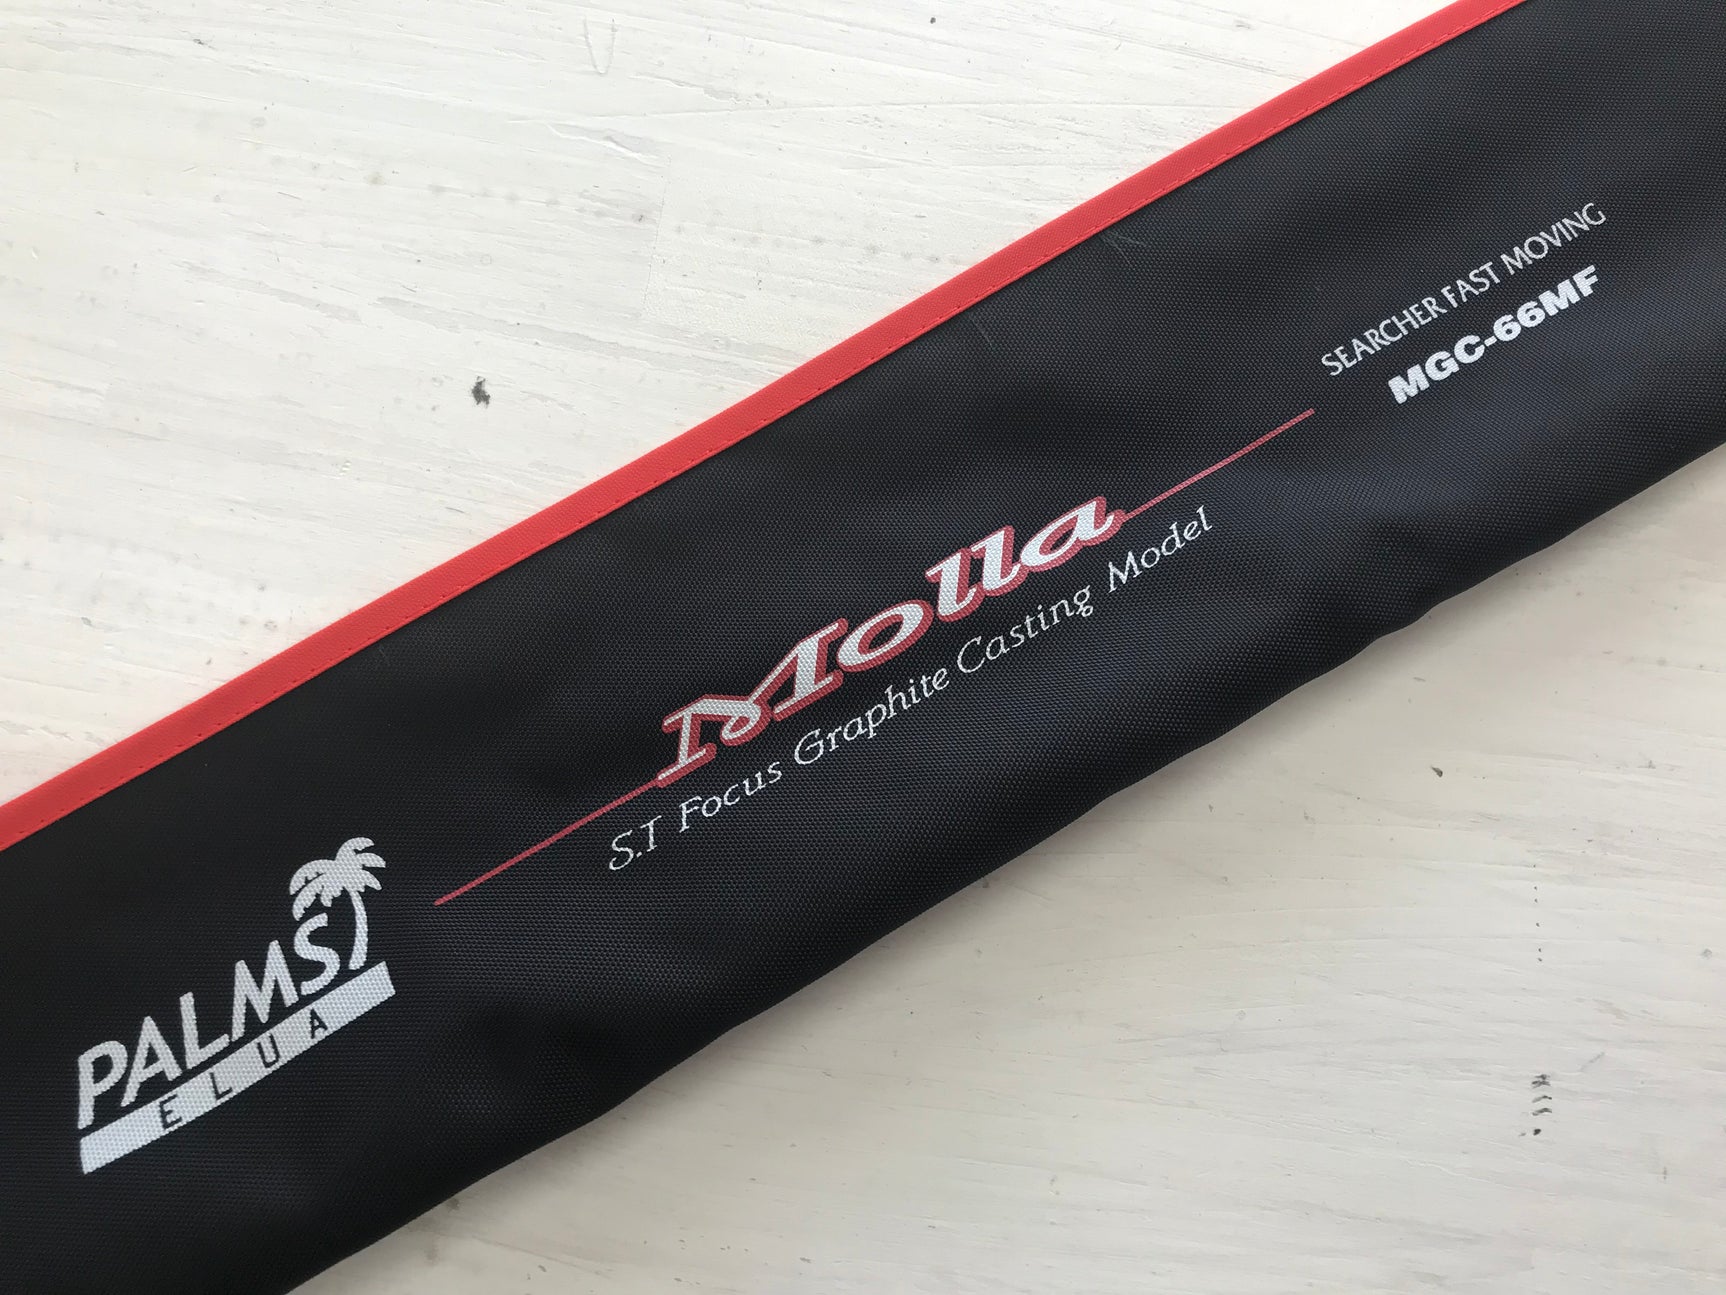 SEARCHER FAST MOVING
MGC-66MF
Molla
S.T Focus Graphite Casting Model
PALMS
ELUA